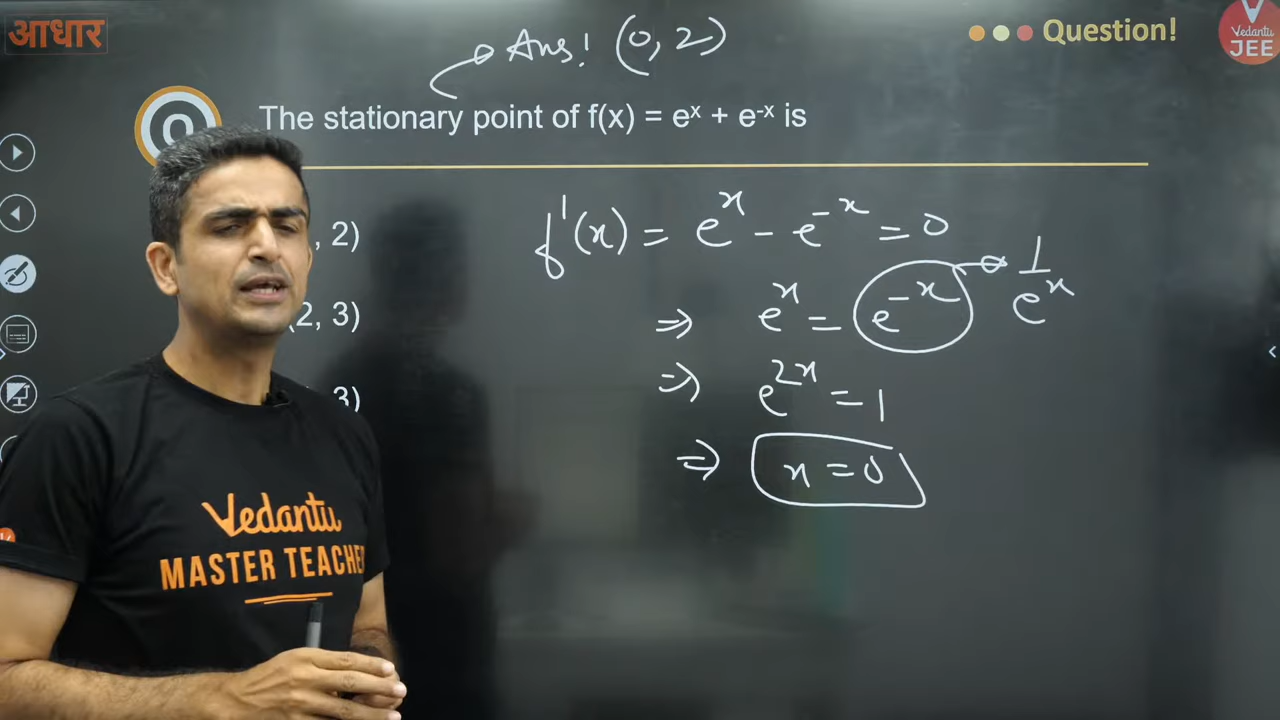 आधार
Question!
Vedantu
JEE
Ans! (0, 2)
The stationary point of f(x) = eˣ + e⁻ˣ is
, 2)
(2, 3)
3)
f'(x) = eˣ - e⁻ˣ = 0
⇒ eˣ = e⁻ˣ → 1/eˣ
⇒ e²ˣ = 1
⇒ x = 0
Vedantu
MASTER TEACHE